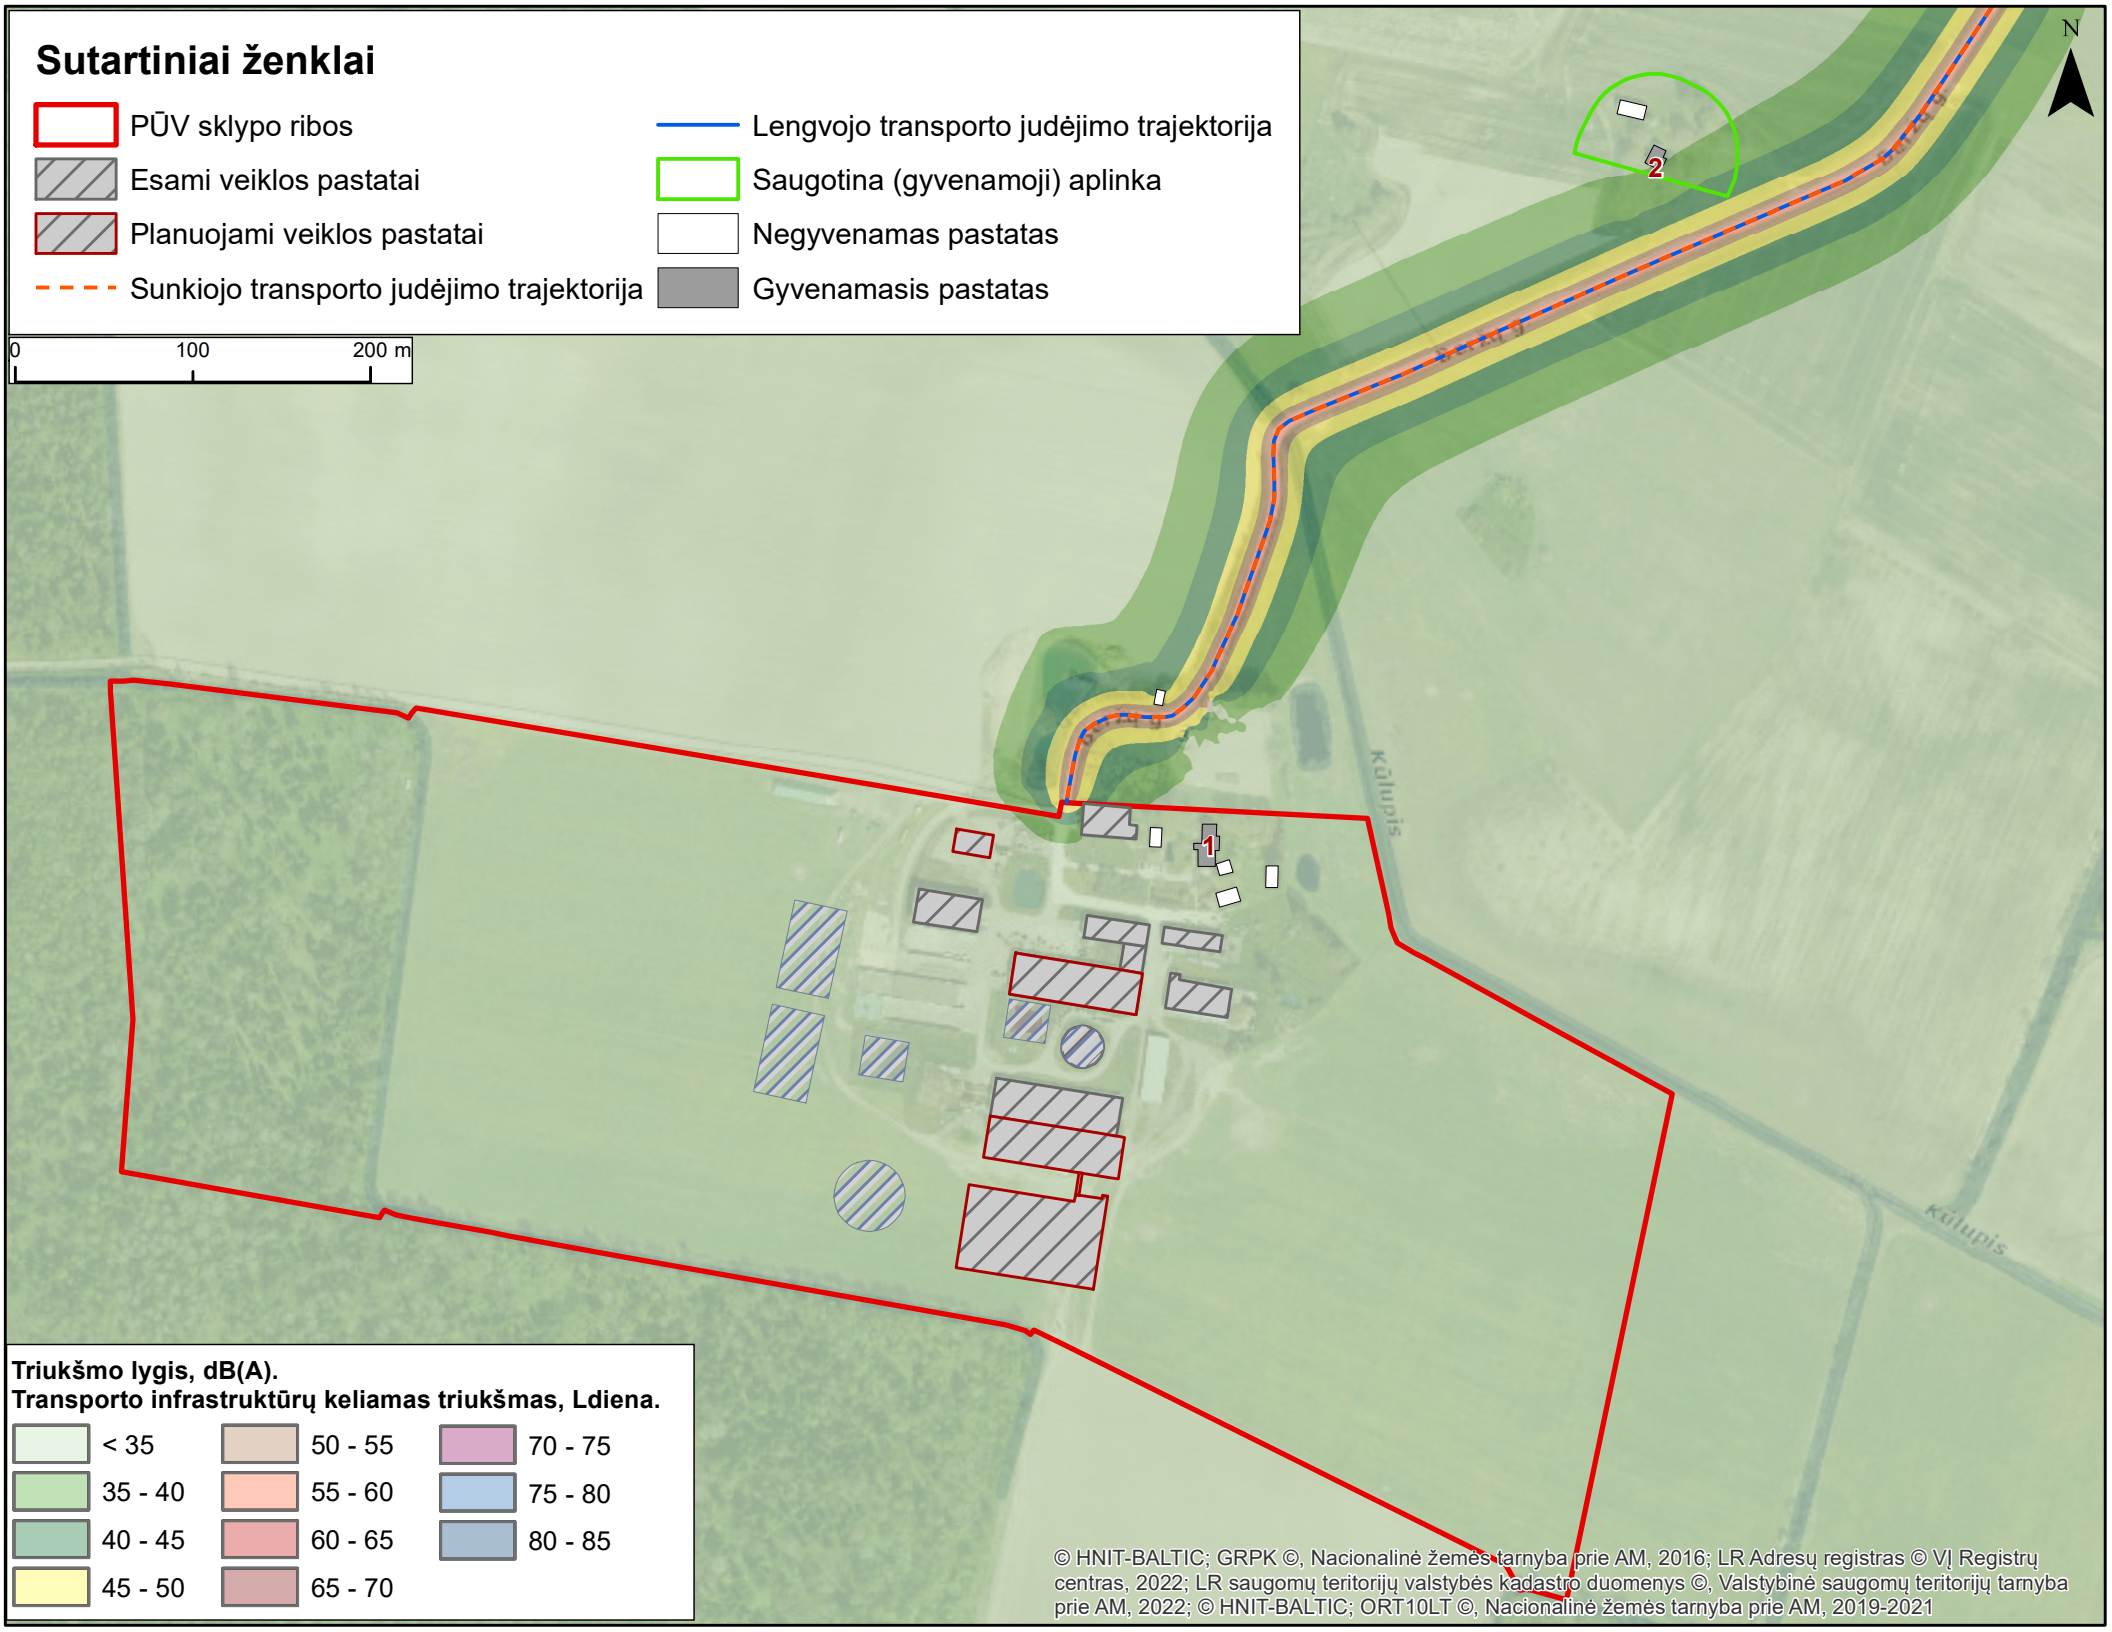 Sutartiniai ženklai
PŪV sklypo ribos
Esami veiklos pastatai
Planuojami veiklos pastatai
Sunkiojo transporto judėjimo trajektorija
Lengvojo transporto judėjimo trajektorija
Saugotina (gyvenamoji) aplinka
Negyvenamas pastatas
Gyvenamasis pastatas
0 100 200 m
N
2
Beržų g.
Beržų g.
Beržų g.
Kūlupis
1
Kūlupis
Triukšmo lygis, dB(A).
Transporto infrastruktūrų keliamas triukšmas, Ldiena.
< 35
35 - 40
40 - 45
45 - 50
50 - 55
55 - 60
60 - 65
65 - 70
70 - 75
75 - 80
80 - 85
© HNIT-BALTIC; GRPK ©, Nacionalinė žemės tarnyba prie AM, 2016; LR Adresų registras © VĮ Registrų
centras, 2022; LR saugomų teritorijų valstybės kadastro duomenys ©, Valstybinė saugomų teritorijų tarnyba
prie AM, 2022; © HNIT-BALTIC; ORT10LT ©, Nacionalinė žemės tarnyba prie AM, 2019-2021